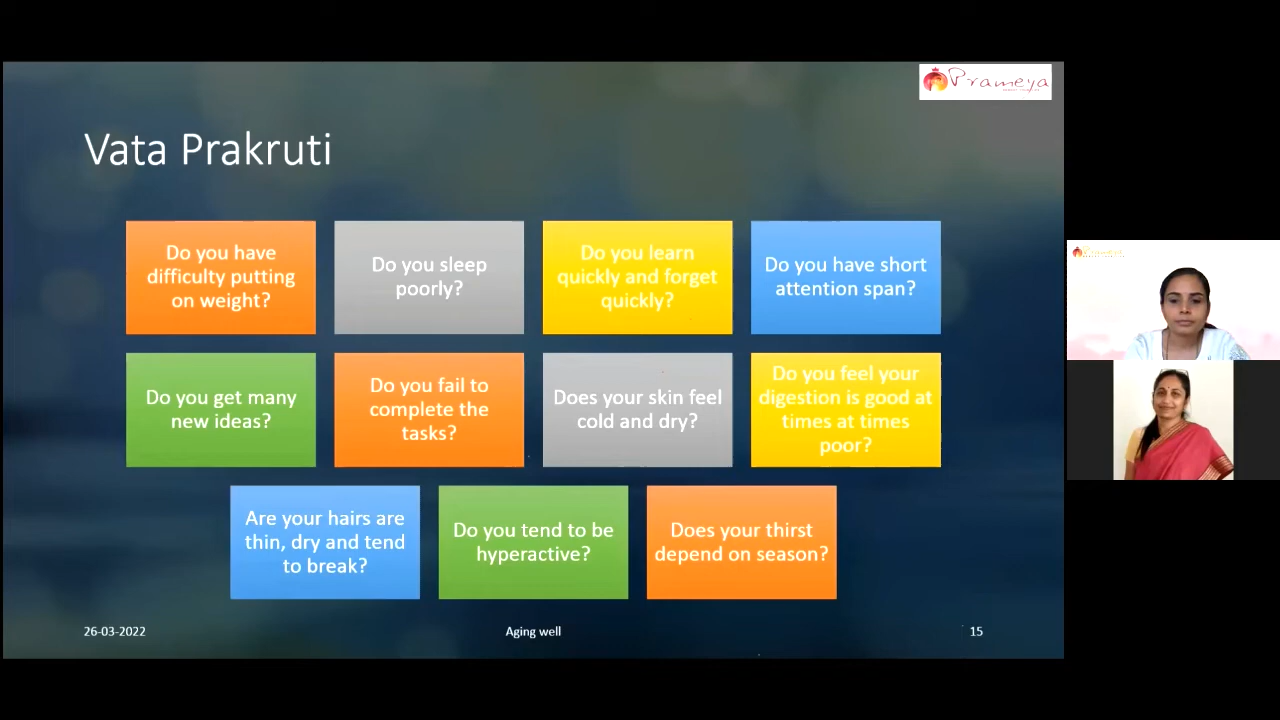 Prameya
Vata Prakruti
Do you have
difficulty putting
on weight?
Do you sleep
poorly?
Do you learn
quickly and forget
quickly?
Do you have short
attention span?
Do you get many
new ideas?
Do you fail to
complete the
tasks?
Does your skin feel
cold and dry?
Do you feel your
digestion is good at
times at times
poor?
Are your hairs are
thin, dry and tend
to break?
Do you tend to be
hyperactive?
Does your thirst
depend on season?
26-03-2022
Aging well
15
Prameya